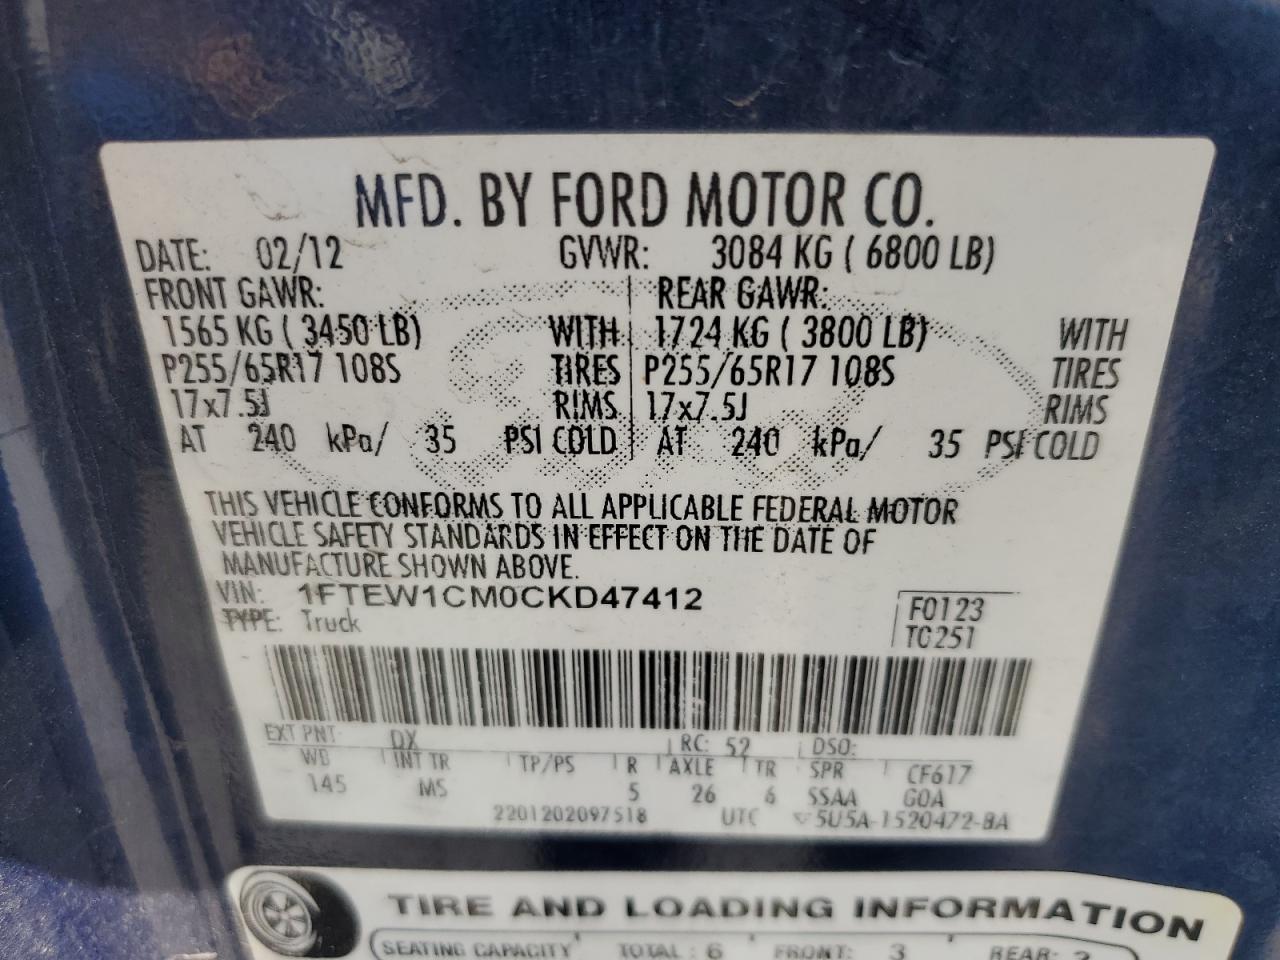 MFD. BY FORD MOTOR CO.
DATE: 02/12 GVWR: 3084 KG ( 6800 LB)
FRONT GAWR: REAR GAWR:
1565 KG ( 3450 LB) WITH 1724 KG ( 3800 LB) WITH
P255/65R17 108S TIRES P255/65R17 108S TIRES
17x7.5J RIMS 17x7.5J RIMS
AT 240 kPa/ 35 PSI COLD AT 240 kPa/ 35 PSI COLD
THIS VEHICLE CONFORMS TO ALL APPLICABLE FEDERAL MOTOR
VEHICLE SAFETY STANDARDS IN EFFECT ON THE DATE OF
MANUFACTURE SHOWN ABOVE.
VIN: 1FTEW1CM0CKD47412
F0123
TYPE: Truck
TC251
EXT PNT: DX RC: 52 DSO:
WB INT TR TP/PS R AXLE TR SPR CF617
145 MS 5 26 6 SSAA GOA
2201202097518 UTC 5U5A-1520472-BA
TIRE AND LOADING INFORMATION
SEATING CAPACITY TOTAL : 6 FRONT: 3 REAR: